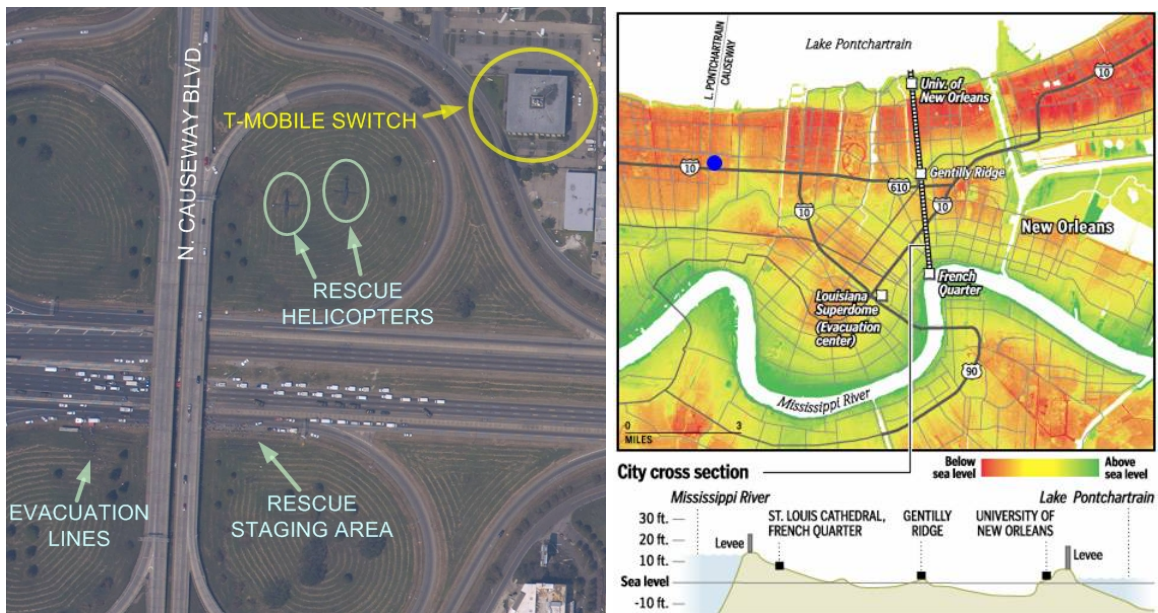 N. CAUSEWAY BLVD.
T-MOBILE SWITCH
RESCUE
HELICOPTERS
EVACUATION
LINES
RESCUE
STAGING AREA
Lake Pontchartrain
L. PONTCHARTRAIN
CAUSEWAY
10
Univ. of
New Orleans
10
Gentilly Ridge
610
10
10
New Orleans
French
Quarter
Louisiana
Superdome
(Evacuation
center)
90
Mississippi River
0 3
MILES
City cross section
Below
sea level
Above
sea level
Mississippi River
Lake Pontchartrain
30 ft.
20 ft.
10 ft.
Sea level
-10 ft.
Levee
ST. LOUIS CATHEDRAL,
FRENCH QUARTER
GENTILLY
RIDGE
UNIVERSITY OF
NEW ORLEANS
Levee